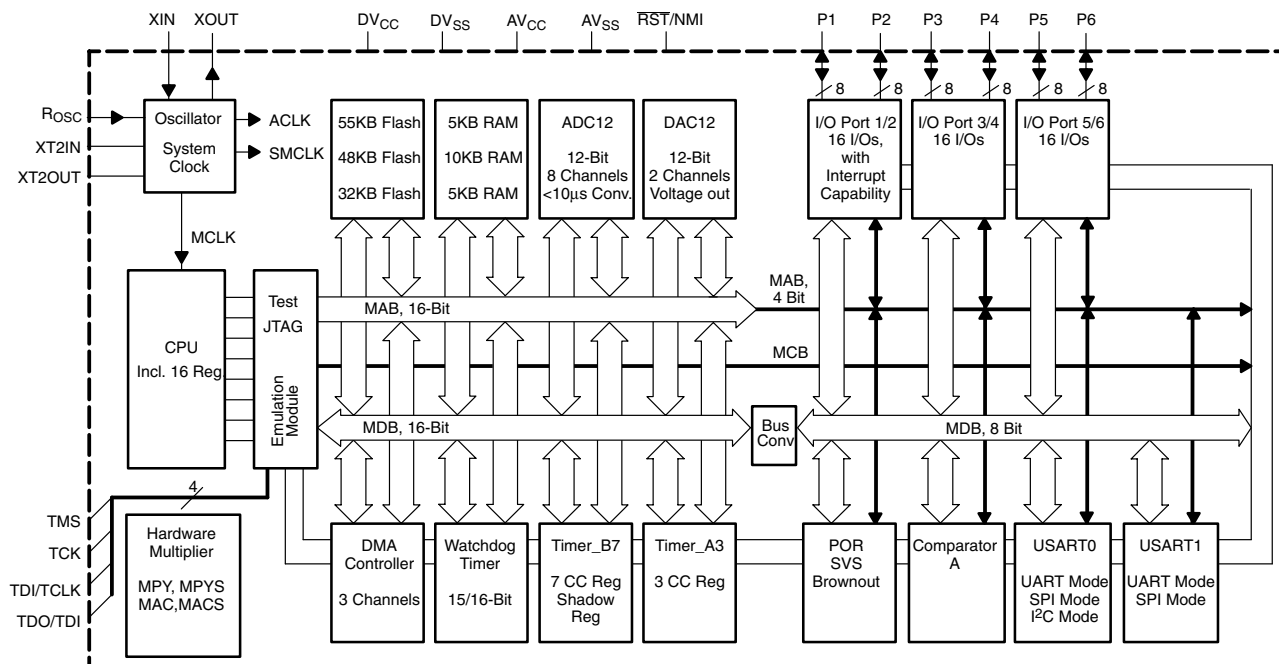 XIN
XOUT
DVCC
DVSS
AVCC
AVSS
RST/NMI
P1
P2
P3
P4
P5
P6
8
8
8
8
8
8
ROSC
XT2IN
XT2OUT
Oscillator
System
Clock
ACLK
SMCLK
MCLK
55KB Flash
48KB Flash
32KB Flash
5KB RAM
10KB RAM
5KB RAM
ADC12
12-Bit
8 Channels
<10μs Conv.
DAC12
12-Bit
2 Channels
Voltage out
I/O Port 1/2
16 I/Os,
with
Interrupt
Capability
I/O Port 3/4
16 I/Os
I/O Port 5/6
16 I/Os
CPU
Incl. 16 Reg.
Test
JTAG
Emulation
Module
MAB, 16-Bit
MAB,
4 Bit
MCB
MDB, 16-Bit
Bus
Conv
MDB, 8 Bit
4
TMS
TCK
TDI/TCLK
TDO/TDI
Hardware
Multiplier
MPY, MPYS
MAC,MACS
DMA
Controller
3 Channels
Watchdog
Timer
15/16-Bit
Timer_B7
7 CC Reg
Shadow
Reg
Timer_A3
3 CC Reg
POR
SVS
Brownout
Comparator
A
USART0
UART Mode
SPI Mode
I2C Mode
USART1
UART Mode
SPI Mode